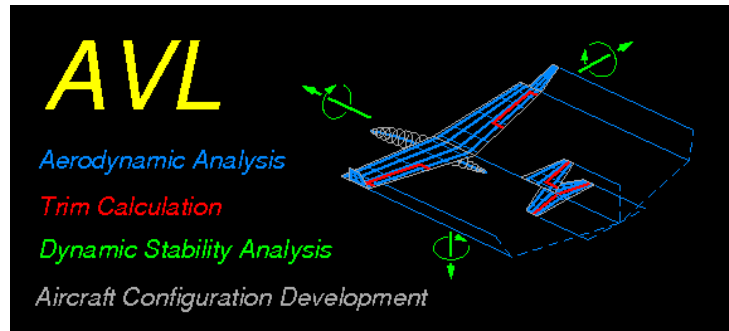 AVL
Aerodynamic Analysis
Trim Calculation
Dynamic Stability Analysis
Aircraft Configuration Development